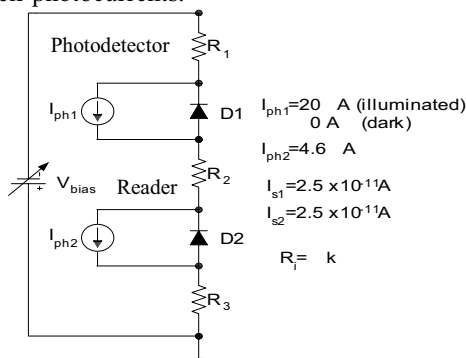 Photodetector
R1
Iph1
D1
Iph1=20 A (illuminated)
0 A (dark)
Iph2=4.6 A
R2
+
Vbias
Reader
Is1=2.5 x10-11A
Is2=2.5 x10-11A
Iph2
D2
Ri= k
R3